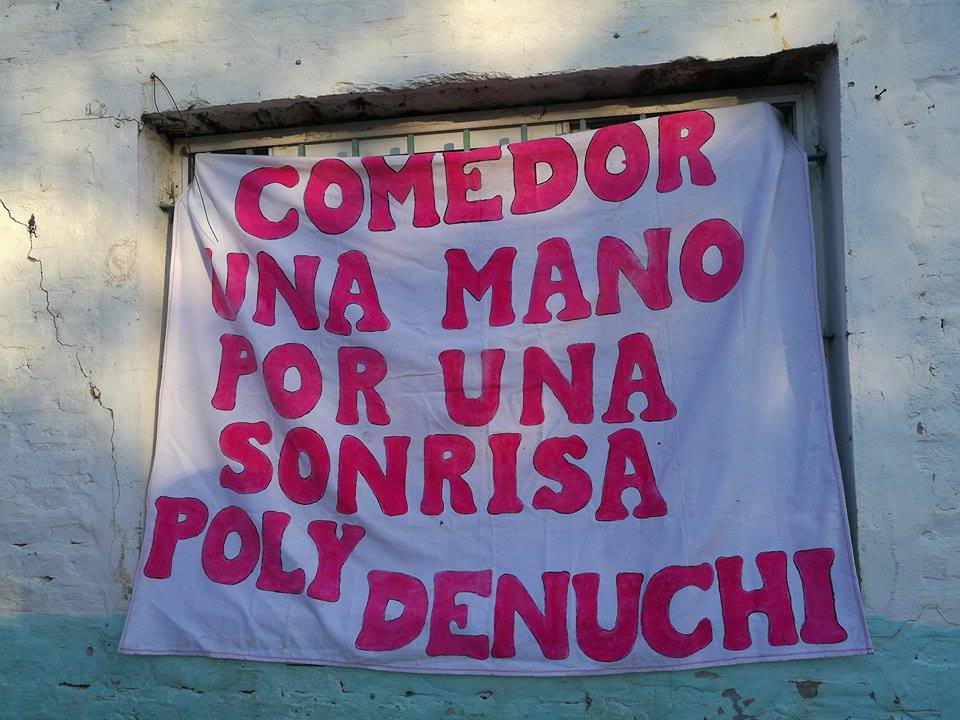 COMEDOR
UNA MANO
POR UNA
SONRISA
POLY
DENUCHI